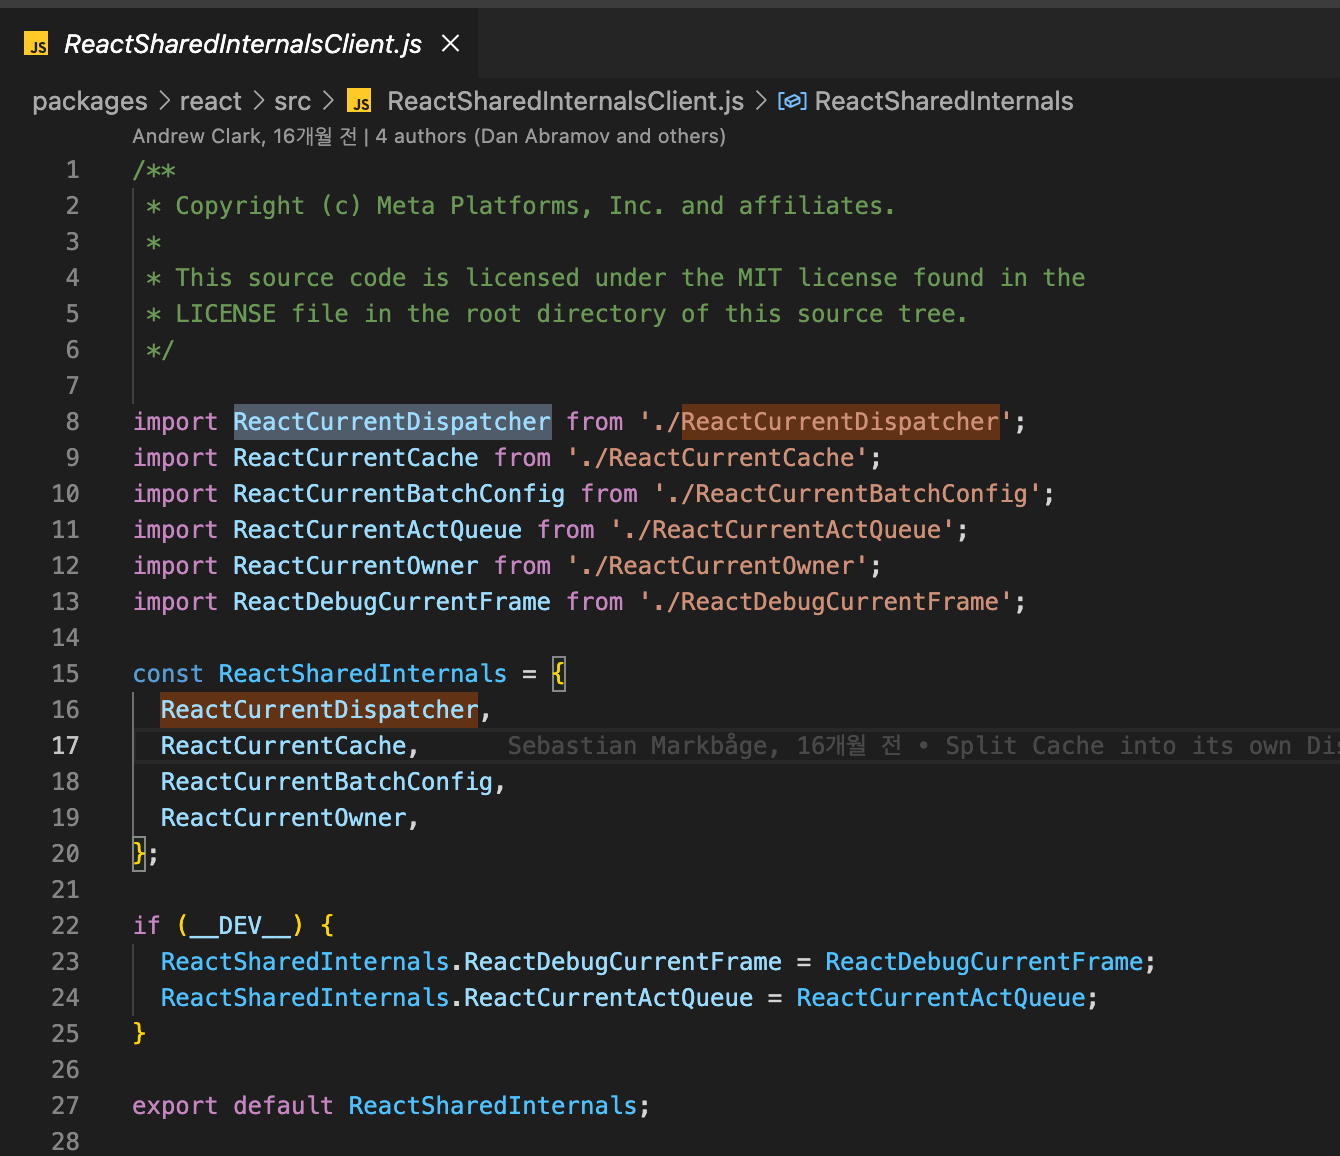 JS ReactSharedInternalsClient.js ×
packages > react > src > JS ReactSharedInternalsClient.js > ReactSharedInternals
Andrew Clark, 16개월 전 | 4 authors (Dan Abramov and others)
1 /**
2 * Copyright (c) Meta Platforms, Inc. and affiliates.
3 *
4 * This source code is licensed under the MIT license found in the
5 * LICENSE file in the root directory of this source tree.
6 */
7
8 import ReactCurrentDispatcher from './ReactCurrentDispatcher';
9 import ReactCurrentCache from './ReactCurrentCache';
10 import ReactCurrentBatchConfig from './ReactCurrentBatchConfig';
11 import ReactCurrentActQueue from './ReactCurrentActQueue';
12 import ReactCurrentOwner from './ReactCurrentOwner';
13 import ReactDebugCurrentFrame from './ReactDebugCurrentFrame';
14
15 const ReactSharedInternals = {
16 ReactCurrentDispatcher,
17 ReactCurrentCache, Sebastian Markbåge, 16개월 전 • Split Cache into its own Dis
18 ReactCurrentBatchConfig,
19 ReactCurrentOwner,
20 };
21
22 if (__DEV__) {
23 ReactSharedInternals.ReactDebugCurrentFrame = ReactDebugCurrentFrame;
24 ReactSharedInternals.ReactCurrentActQueue = ReactCurrentActQueue;
25 }
26
27 export default ReactSharedInternals;
28